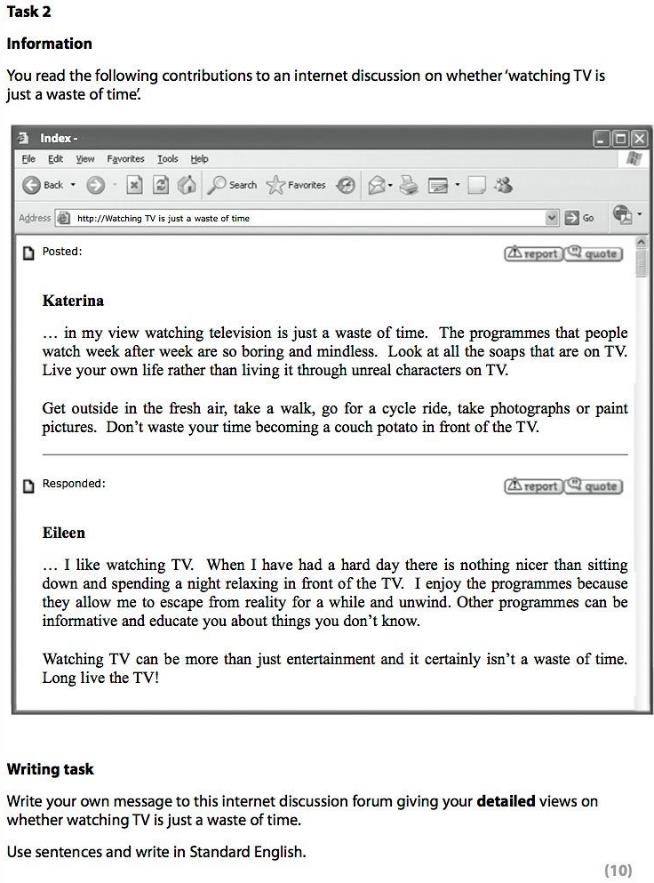 Task 2
Information
You read the following contributions to an internet discussion on whether ‘watching TV is
just a waste of time’.
Index -
File Edit View Favorites Tools Help
Back Search Favorites
Address http://Watching TV is just a waste of time Go
Posted: report quote
Katerina
… in my view watching television is just a waste of time. The programmes that people
watch week after week are so boring and mindless. Look at all the soaps that are on TV.
Live your own life rather than living it through unreal characters on TV.
Get outside in the fresh air, take a walk, go for a cycle ride, take photographs or paint
pictures. Don’t waste your time becoming a couch potato in front of the TV.
Responded: report quote
Eileen
… I like watching TV. When I have had a hard day there is nothing nicer than sitting
down and spending a night relaxing in front of the TV. I enjoy the programmes because
they allow me to escape from reality for a while and unwind. Other programmes can be
informative and educate you about things you don’t know.
Watching TV can be more than just entertainment and it certainly isn’t a waste of time.
Long live the TV!
Writing task
Write your own message to this internet discussion forum giving your detailed views on
whether watching TV is just a waste of time.
Use sentences and write in Standard English.
(10)